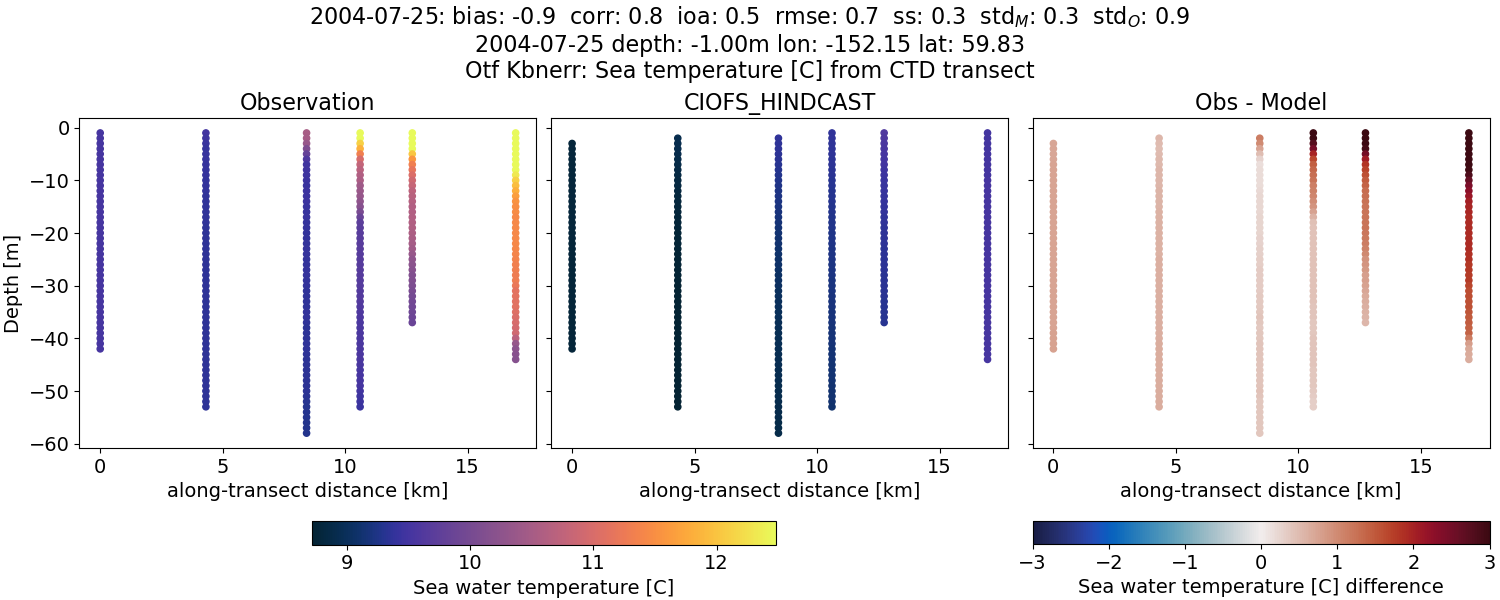 2004-07-25: bias: -0.9  corr: 0.8  ioa: 0.5  rmse: 0.7  ss: 0.3  std_M: 0.3  std_O: 0.9
2004-07-25 depth: -1.00m lon: -152.15 lat: 59.83
Otf Kbnerr: Sea temperature [C] from CTD transect
Observation
CIOFS_HINDCAST
Obs - Model
Depth [m]
0
−10
−20
−30
−40
−50
−60
0 5 10 15
0 5 10 15
0 5 10 15
along-transect distance [km]
along-transect distance [km]
along-transect distance [km]
9 10 11 12
Sea water temperature [C]
−3 −2 −1 0 1 2 3
Sea water temperature [C] difference